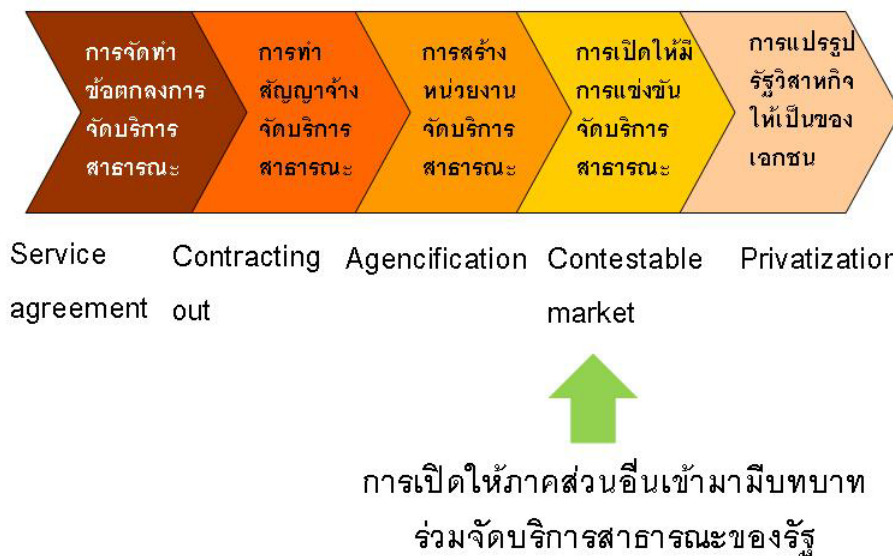 การจัดทำ
ข้อตกลงการ
จัดบริการ
สาธารณะ
การทำ
สัญญาจ้าง
จัดบริการ
สาธารณะ
การสร้าง
หน่วยงาน
จัดบริการ
สาธารณะ
การเปิดให้มี
การแข่งขัน
จัดบริการ
สาธารณะ
การแปรรูป
รัฐวิสาหกิจ
ให้เป็นของ
เอกชน
Service
agreement
Contracting
out
Agencification
Contestable
market
Privatization
การเปิดให้ภาคส่วนอื่นเข้ามามีบทบาท
ร่วมจัดบริการสาธารณะของรัฐ